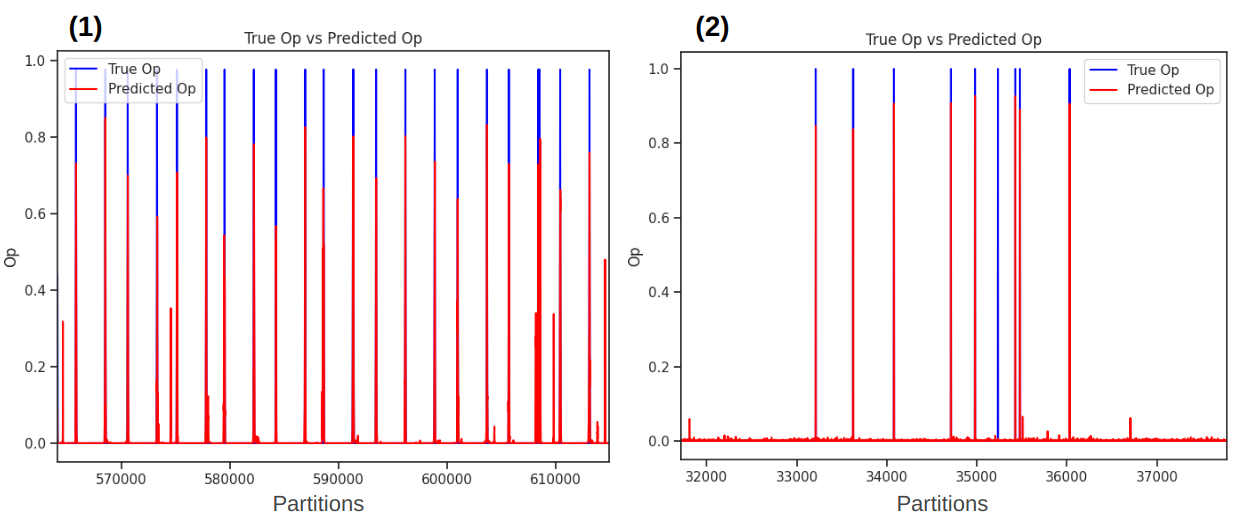 (1)
True Op vs Predicted Op
True Op
Predicted Op
1.0
0.8
0.6
0.4
0.2
0.0
Op
570000 580000 590000 600000 610000
Partitions
(2)
True Op vs Predicted Op
True Op
Predicted Op
1.0
0.8
0.6
0.4
0.2
0.0
Op
32000 33000 34000 35000 36000 37000
Partitions